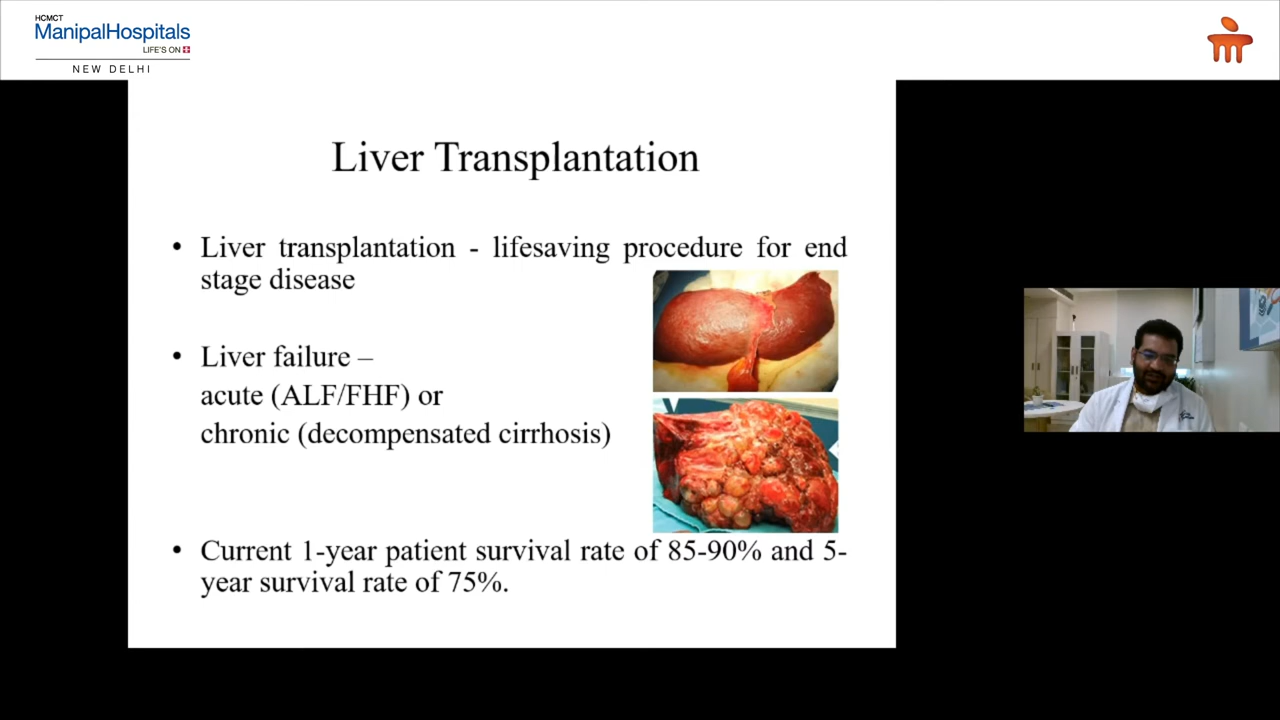 HCMCT
ManipalHospitals
LIFE'S ON
NEW DELHI
Liver Transplantation
• Liver transplantation - lifesaving procedure for end
stage disease
• Liver failure –
acute (ALF/FHF) or
chronic (decompensated cirrhosis)
• Current 1-year patient survival rate of 85-90% and 5-
year survival rate of 75%.